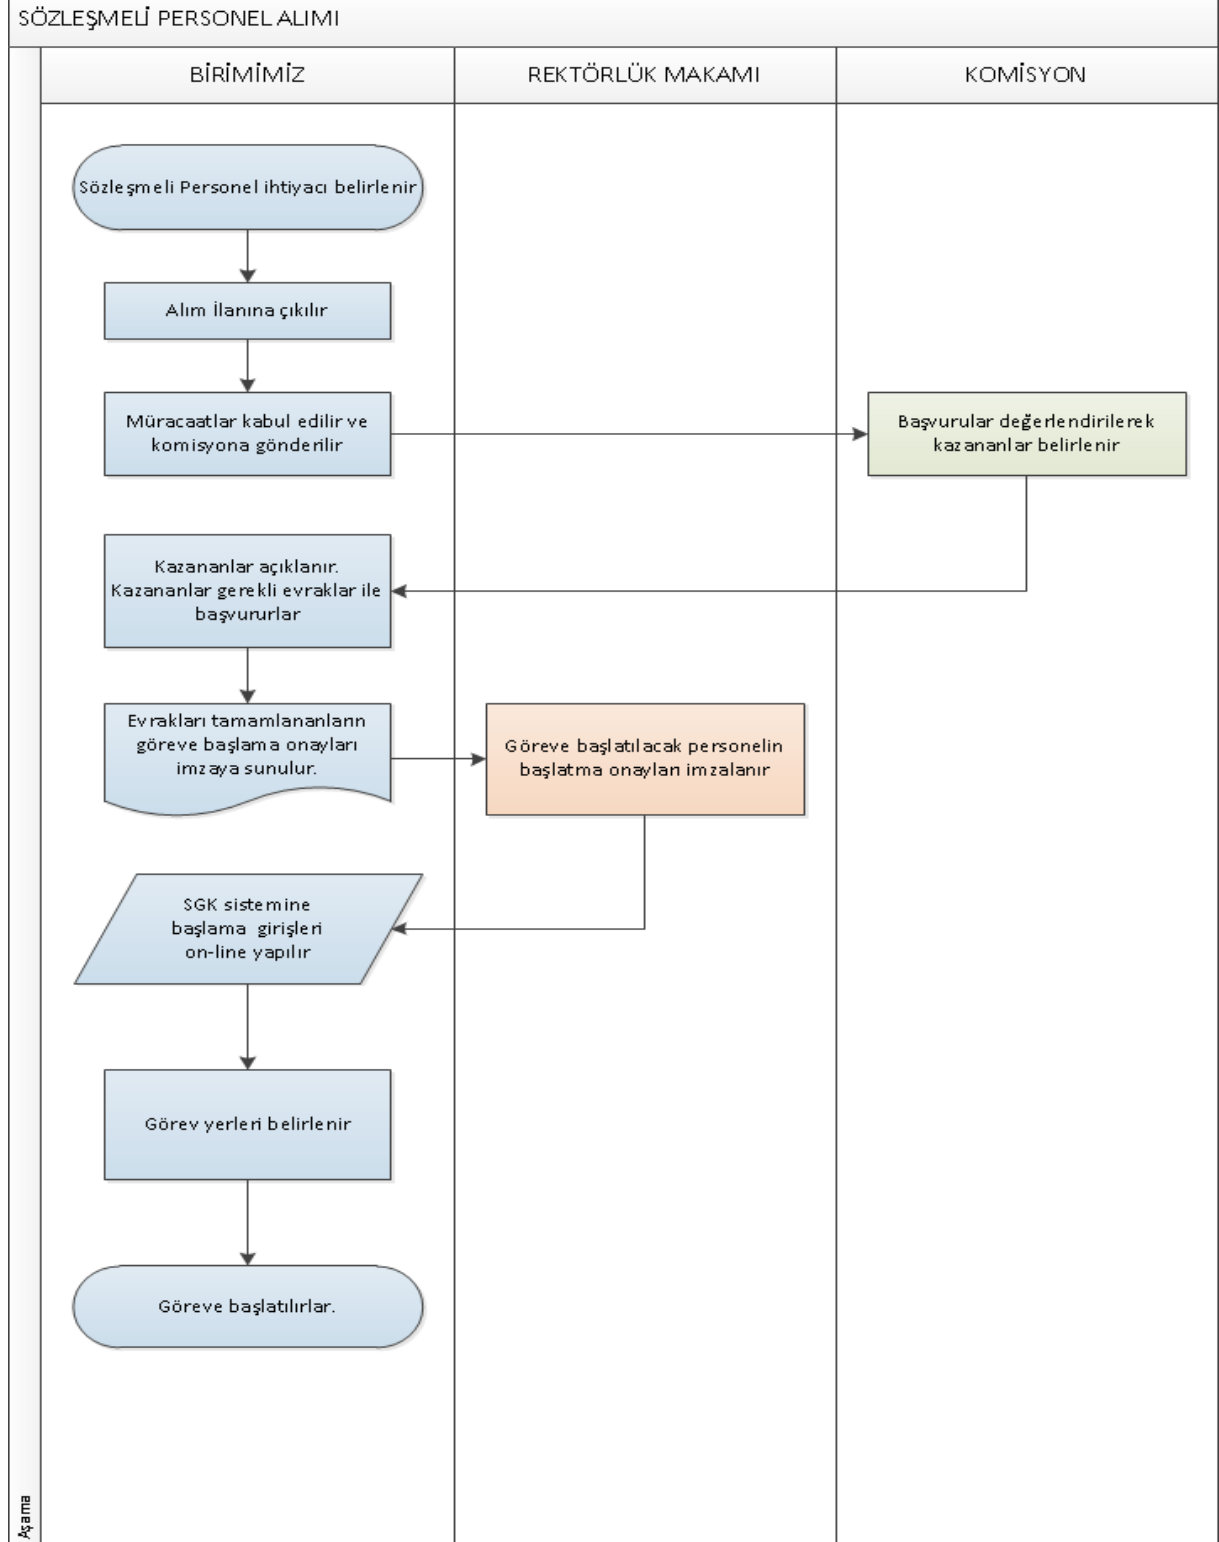 SÖZLEŞMELİ PERSONEL ALIMI
BİRİMİMİZ
REKTÖRLÜK MAKAMI
KOMİSYON
Sözleşmeli Personel ihtiyacı belirlenir
Alım İlanına çıkılır
Müracaatlar kabul edilir ve
komisyona gönderilir
Başvurular değerlendirilerek
kazananlar belirlenir
Kazananlar açıklanır.
Kazananlar gerekli evraklar ile
başvururlar
Evrakları tamamlananların
göreve başlama onayları
imzaya sunulur.
Göreve başlatılacak personelin
başlatma onayları imzalanır
SGK sistemine
başlama girişleri
on-line yapılır
Görev yerleri belirlenir
Göreve başlatılırlar.
Aşama